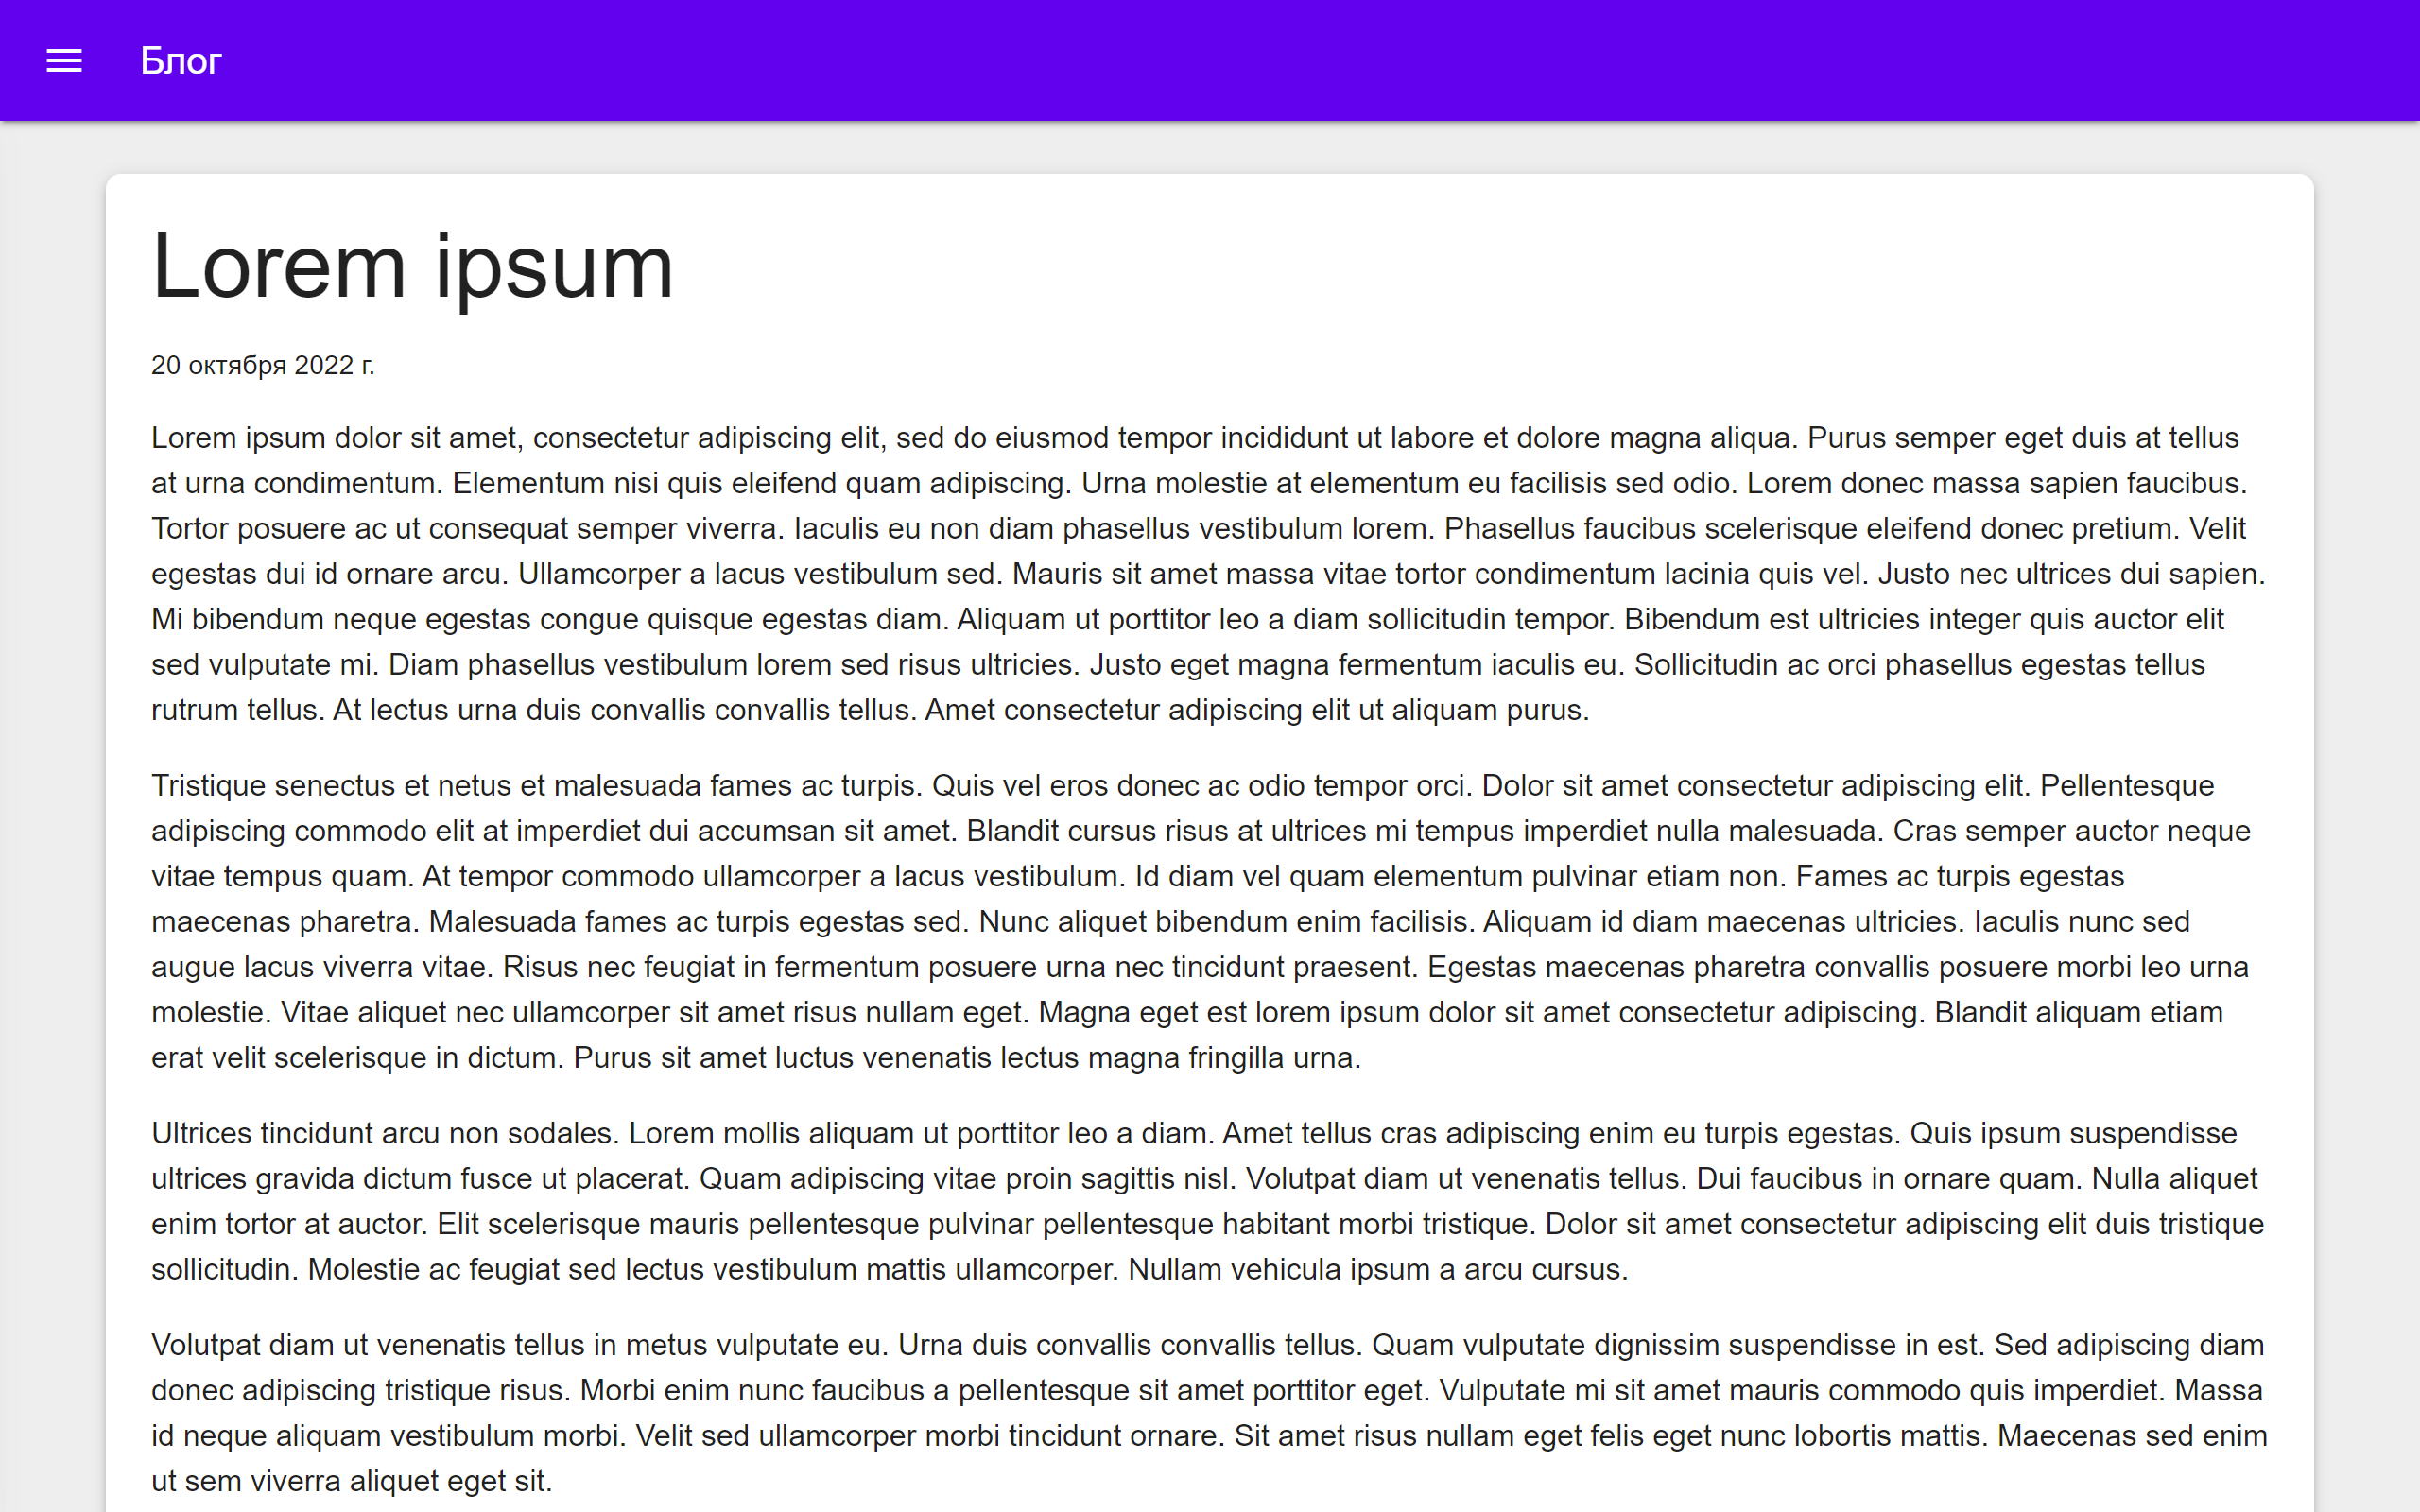 Блог
Lorem ipsum
20 октября 2022 г.
Lorem ipsum dolor sit amet, consectetur adipiscing elit, sed do eiusmod tempor incididunt ut labore et dolore magna aliqua. Purus semper eget duis at tellus
at urna condimentum. Elementum nisi quis eleifend quam adipiscing. Urna molestie at elementum eu facilisis sed odio. Lorem donec massa sapien faucibus.
Tortor posuere ac ut consequat semper viverra. Iaculis eu non diam phasellus vestibulum lorem. Phasellus faucibus scelerisque eleifend donec pretium. Velit
egestas dui id ornare arcu. Ullamcorper a lacus vestibulum sed. Mauris sit amet massa vitae tortor condimentum lacinia quis vel. Justo nec ultrices dui sapien.
Mi bibendum neque egestas congue quisque egestas diam. Aliquam ut porttitor leo a diam sollicitudin tempor. Bibendum est ultricies integer quis auctor elit
sed vulputate mi. Diam phasellus vestibulum lorem sed risus ultricies. Justo eget magna fermentum iaculis eu. Sollicitudin ac orci phasellus egestas tellus
rutrum tellus. At lectus urna duis convallis convallis tellus. Amet consectetur adipiscing elit ut aliquam purus.
Tristique senectus et netus et malesuada fames ac turpis. Quis vel eros donec ac odio tempor orci. Dolor sit amet consectetur adipiscing elit. Pellentesque
adipiscing commodo elit at imperdiet dui accumsan sit amet. Blandit cursus risus at ultrices mi tempus imperdiet nulla malesuada. Cras semper auctor neque
vitae tempus quam. At tempor commodo ullamcorper a lacus vestibulum. Id diam vel quam elementum pulvinar etiam non. Fames ac turpis egestas
maecenas pharetra. Malesuada fames ac turpis egestas sed. Nunc aliquet bibendum enim facilisis. Aliquam id diam maecenas ultricies. Iaculis nunc sed
augue lacus viverra vitae. Risus nec feugiat in fermentum posuere urna nec tincidunt praesent. Egestas maecenas pharetra convallis posuere morbi leo urna
molestie. Vitae aliquet nec ullamcorper sit amet risus nullam eget. Magna eget est lorem ipsum dolor sit amet consectetur adipiscing. Blandit aliquam etiam
erat velit scelerisque in dictum. Purus sit amet luctus venenatis lectus magna fringilla urna.
Ultrices tincidunt arcu non sodales. Lorem mollis aliquam ut porttitor leo a diam. Amet tellus cras adipiscing enim eu turpis egestas. Quis ipsum suspendisse
ultrices gravida dictum fusce ut placerat. Quam adipiscing vitae proin sagittis nisl. Volutpat diam ut venenatis tellus. Dui faucibus in ornare quam. Nulla aliquet
enim tortor at auctor. Elit scelerisque mauris pellentesque pulvinar pellentesque habitant morbi tristique. Dolor sit amet consectetur adipiscing elit duis tristique
sollicitudin. Molestie ac feugiat sed lectus vestibulum mattis ullamcorper. Nullam vehicula ipsum a arcu cursus.
Volutpat diam ut venenatis tellus in metus vulputate eu. Urna duis convallis convallis tellus. Quam vulputate dignissim suspendisse in est. Sed adipiscing diam
donec adipiscing tristique risus. Morbi enim nunc faucibus a pellentesque sit amet porttitor eget. Vulputate mi sit amet mauris commodo quis imperdiet. Massa
id neque aliquam vestibulum morbi. Velit sed ullamcorper morbi tincidunt ornare. Sit amet risus nullam eget felis eget nunc lobortis mattis. Maecenas sed enim
ut sem viverra aliquet eget sit.